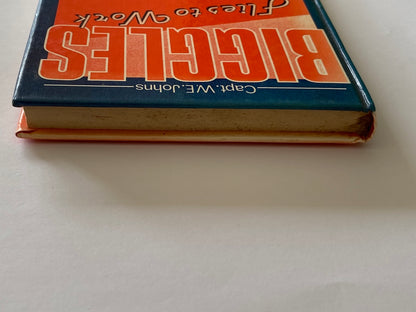 Capt. W.E. Johns
BIGGLES
Flies to Work